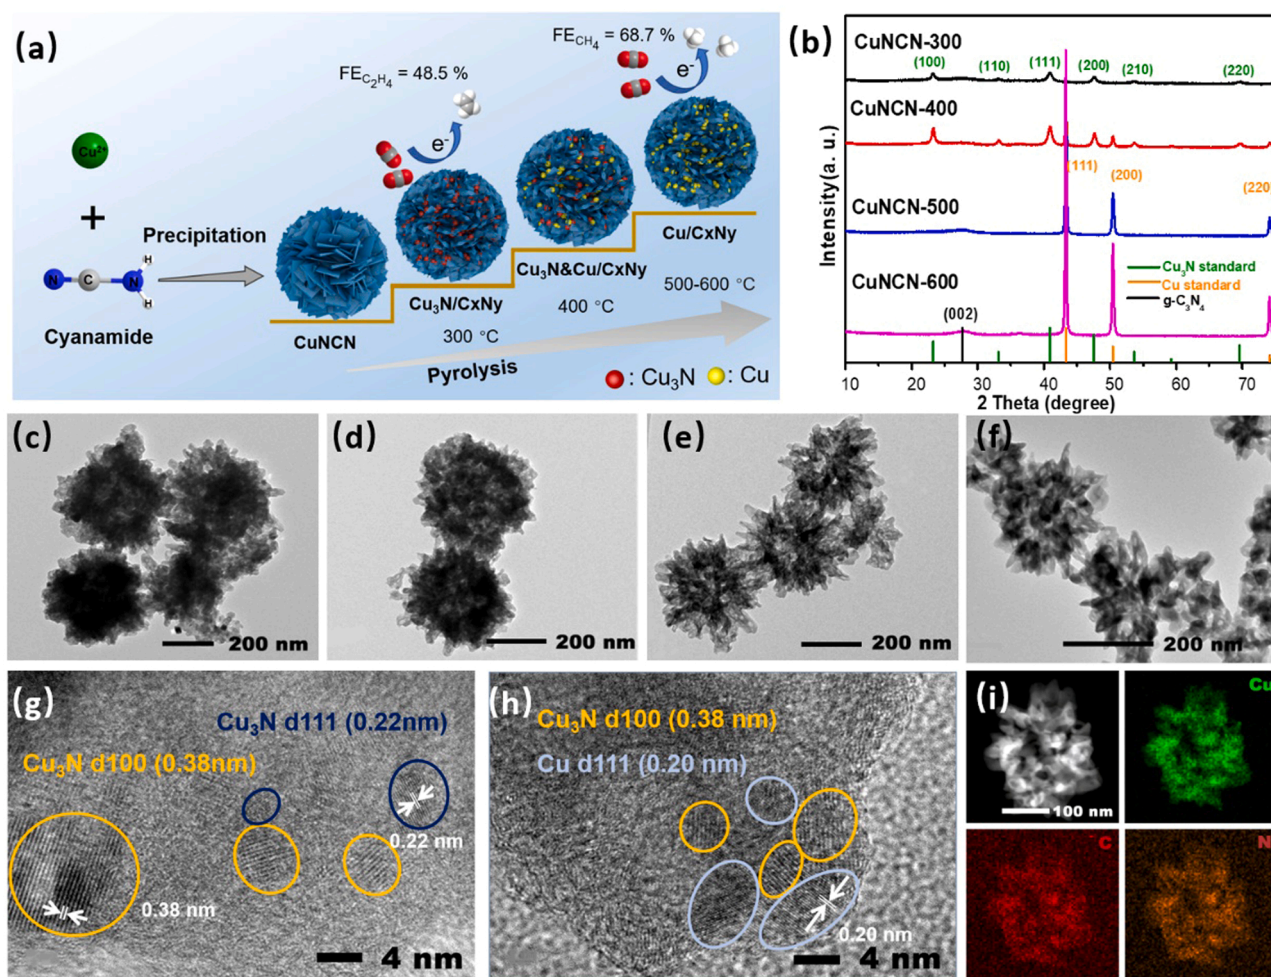 (a)
FE_CH₄ = 68.7 %
FE_C₂H₄ = 48.5 %
e⁻
e⁻
Cu²⁺
+
Precipitation
N C N
H
H
Cyanamide
CuNCN
Cu₃N/CxNy
Cu₃N&Cu/CxNy
Cu/CxNy
300 °C
400 °C
500-600 °C
Pyrolysis
: Cu₃N : Cu
(b)
CuNCN-300
(100) (110) (111) (200) (210) (220)
CuNCN-400
(111)
(200)
(220)
CuNCN-500
CuNCN-600
Cu₃N standard
Cu standard
g-C₃N₄
(002)
Intensity(a. u.)
10 20 30 40 50 60 70
2 Theta (degree)
(c)
200 nm
(d)
200 nm
(e)
200 nm
(f)
200 nm
(g)
Cu₃N d111 (0.22nm)
Cu₃N d100 (0.38nm)
0.22 nm
0.38 nm
4 nm
(h)
Cu₃N d100 (0.38 nm)
Cu d111 (0.20 nm)
0.20 nm
4 nm
(i)
100 nm
Cu
C
N